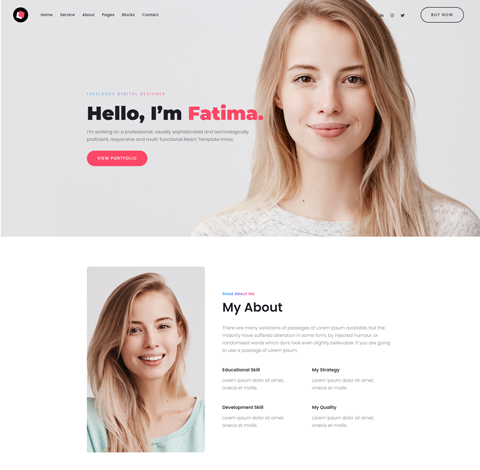 Home Service About Pages Blocks Contact
BUY NOW
FREELANCE DIGITAL DESIGNER
Hello, I'm Fatima.
I'm working on a professional, visually sophisticated and technologically
proficient, responsive and multi-functional React Template Imroz.
VIEW PORTFOLIO
Read About Me.
My About
There are many variations of passages of Lorem Ipsum available, but the
majority have suffered alteration in some form, by injected humour, or
randomised words which dont look even slightly believable. If you are going
to use a passage of Lorem Ipsum,
Educational Skill
Lorem ipsum dolor sit amet,
onecte et mollis.
My Strategy
Lorem ipsum dolor sit amet,
onecte et mollis.
Development Skill
Lorem ipsum dolor sit amet,
onecte et mollis.
My Quality
Lorem ipsum dolor sit amet,
onecte et mollis.